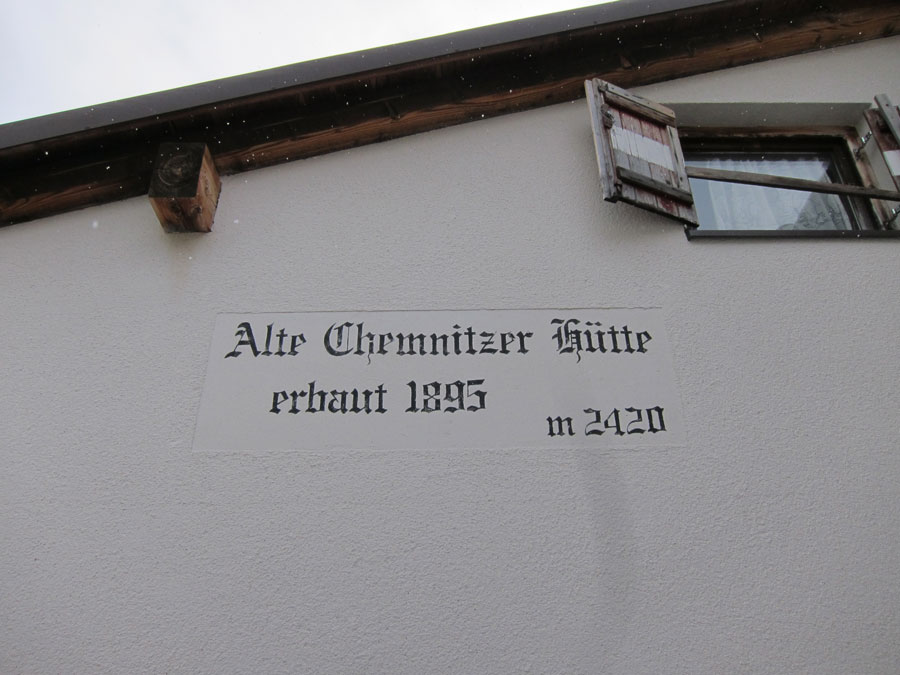 Alte Chemnitzer Hütte
erbaut 1895
m 2420